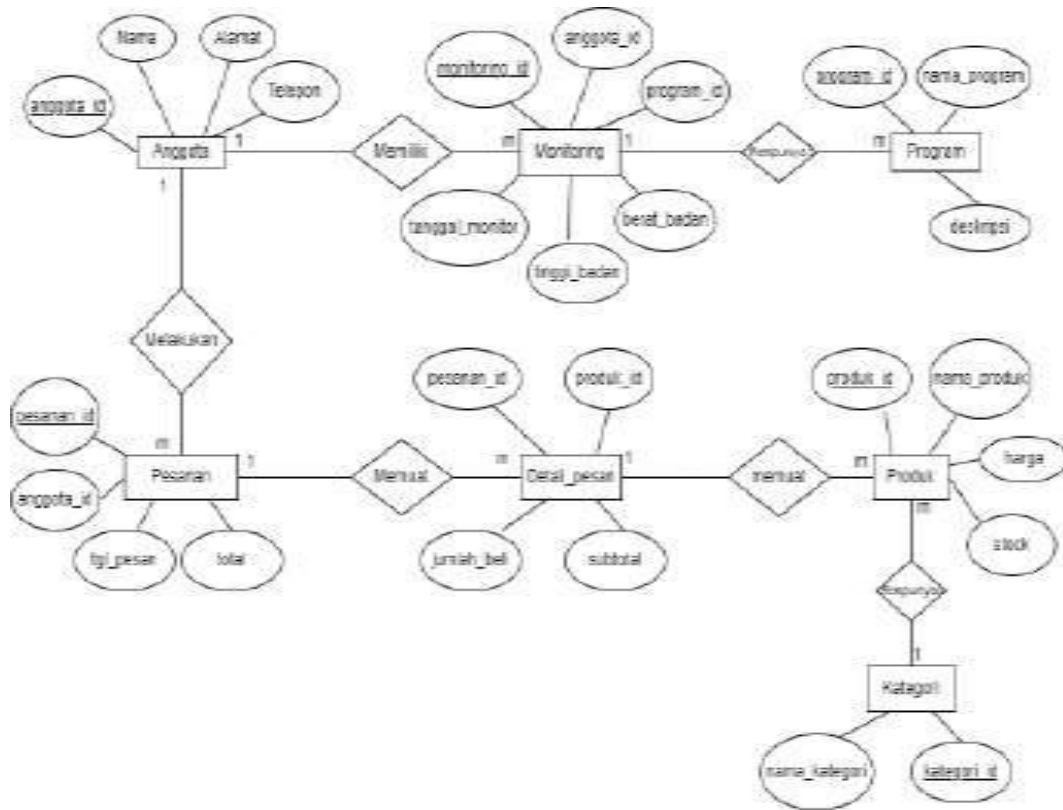 Nama
Alamat
anggota_id
Telepon
Anggota
1
1
Memiliki
m
monitoring_id
anggota_id
program_id
Monitoring
1
tanggal_monitor
tinggi_badan
berat_badan
m
program_id
nama_program
Program
deskripsi
Melakukan
m
pesanan_id
Pesanan
1
anggota_id
tgl_pesan
total
Memuat
m
pesanan_id
produk_id
Detail_pesan
1
jumlah_beli
subtotal
memuat
m
produk_id
nama_produk
harga
Produk
m
stock
1
Kategori
nama_kategori
kategori_id